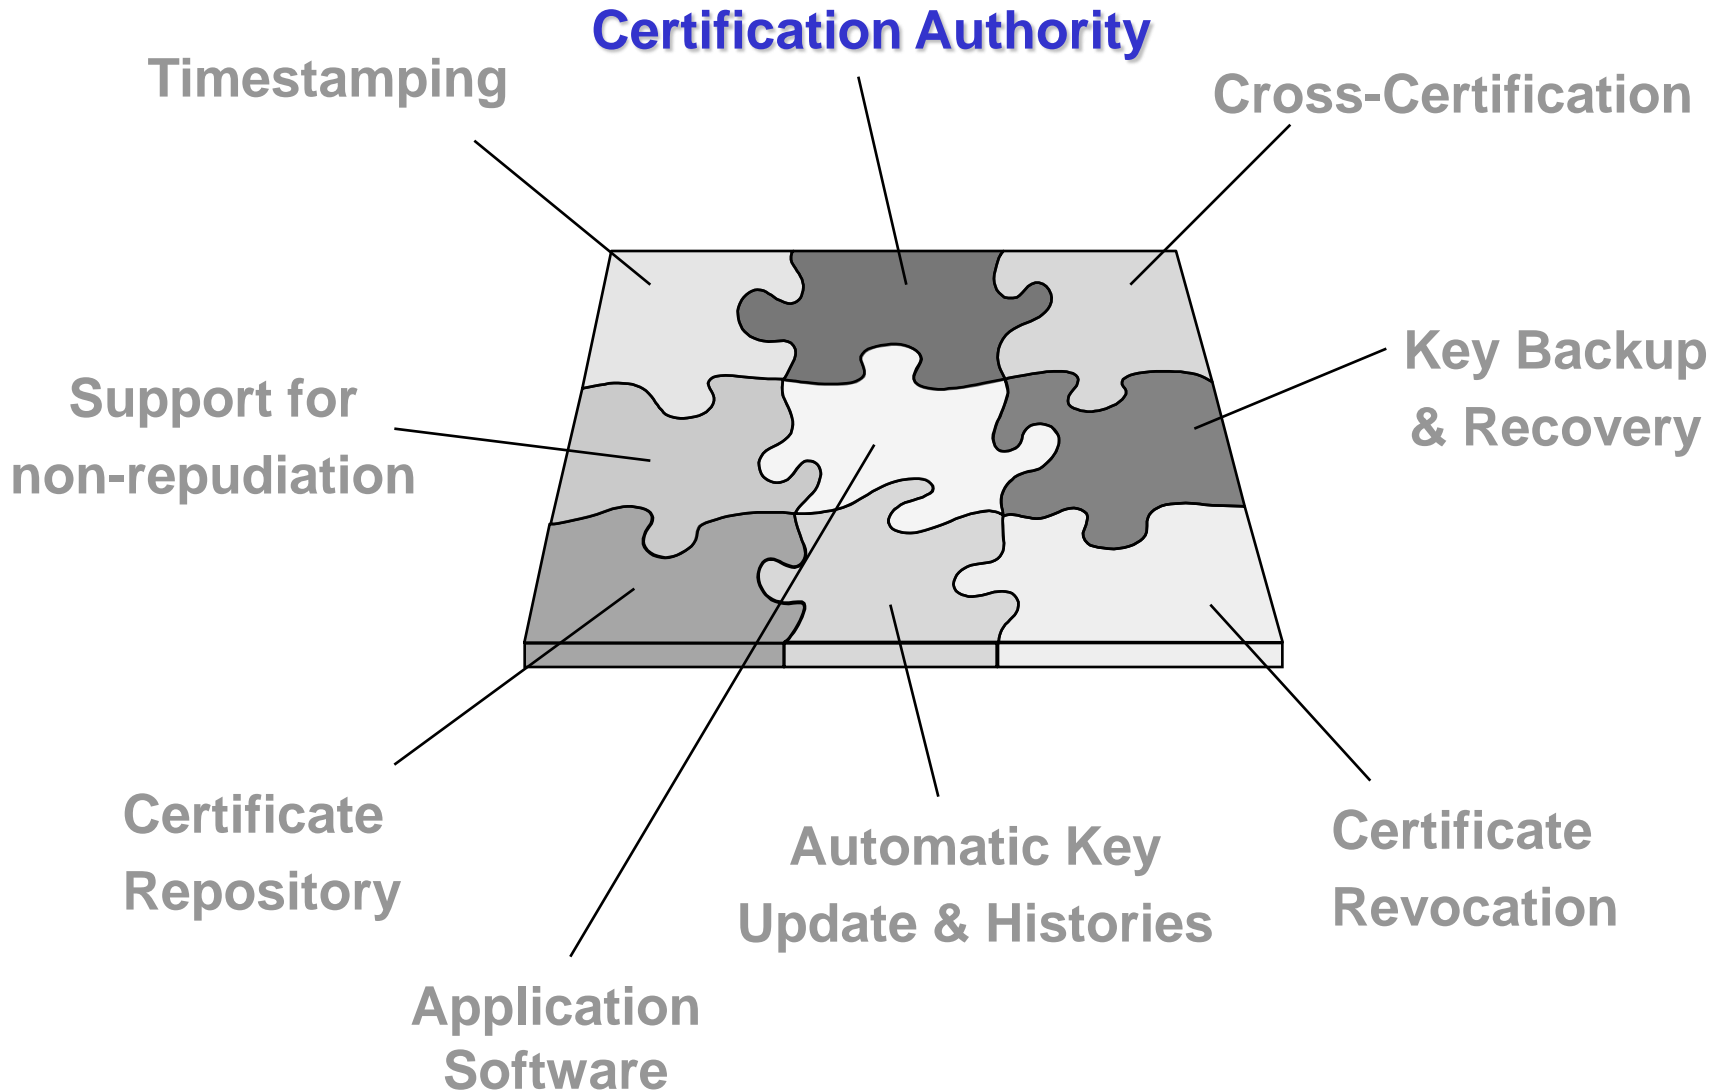 Certification Authority
Timestamping
Cross-Certification
Key Backup
& Recovery
Support for
non-repudiation
Certificate
Repository
Automatic Key
Update & Histories
Certificate
Revocation
Application
Software